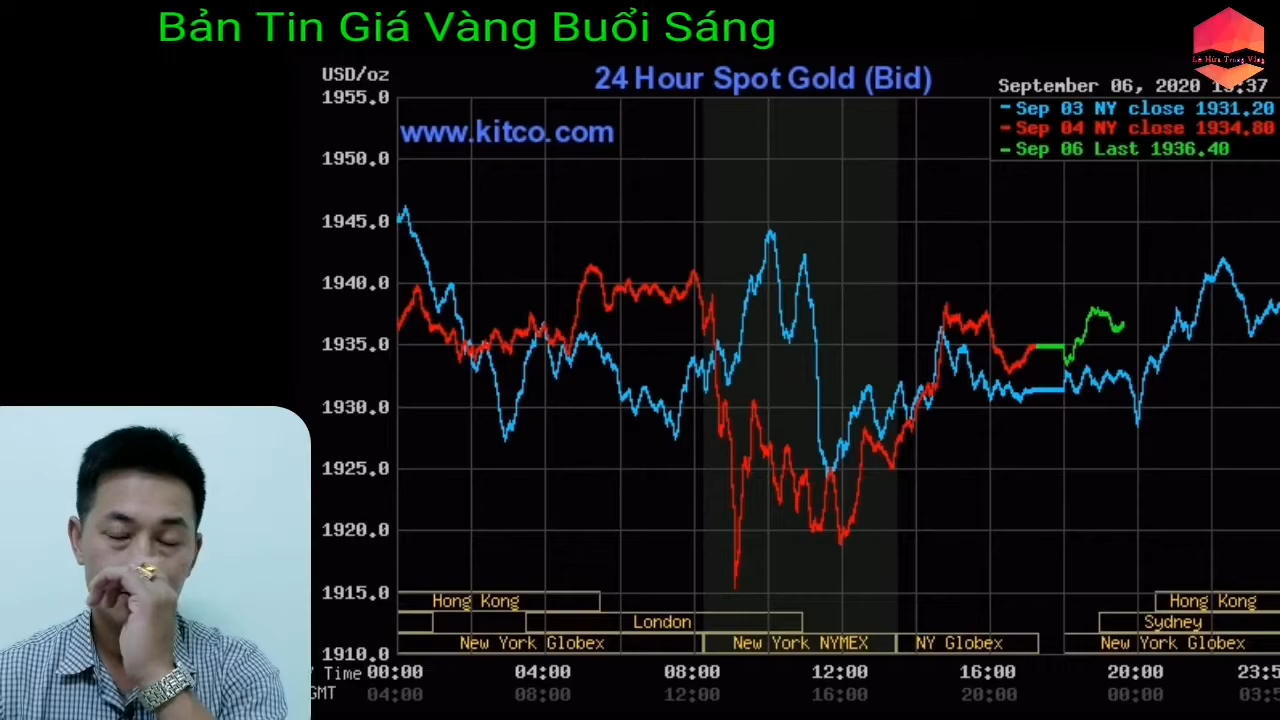 Bản Tin Giá Vàng Buổi Sáng
USD/oz
24 Hour Spot Gold (Bid)
September 06, 2020 :37
www.kitco.com
Sep 03 NY close 1931.20
Sep 04 NY close 1934.80
Sep 06 Last 1936.40
1955.0
1950.0
1945.0
1940.0
1935.0
1930.0
1925.0
1920.0
1915.0
1910.0
Hong Kong
Hong Kong
London
Sydney
New York Globex
New York NYMEX
NY Globex
New York Globex
Time 00:00 04:00 08:00 12:00 16:00 20:00 23:5
GMT 04:00 08:00 12:00 16:00 20:00 00:00 03:5